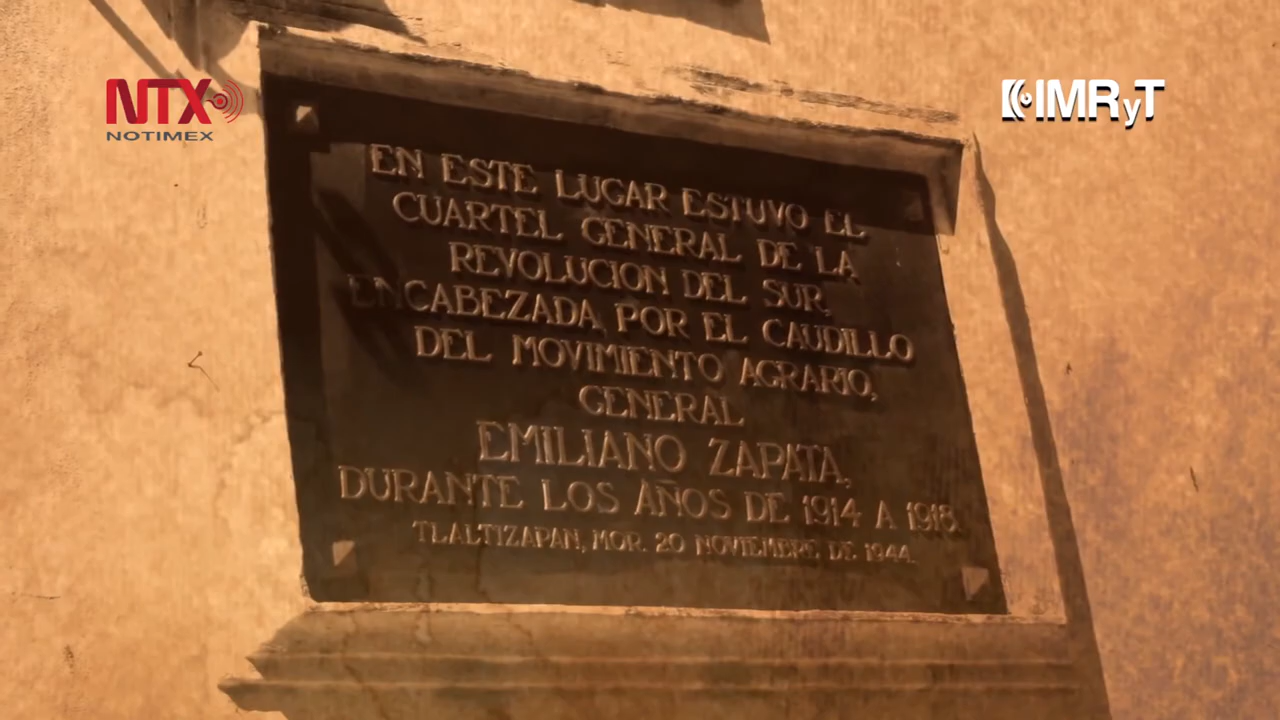 NTX
NOTIMEX
IMRyT
EN ESTE LUGAR ESTUVO EL
CUARTEL GENERAL DE LA
REVOLUCION DEL SUR,
ENCABEZADA POR EL CAUDILLO
DEL MOVIMIENTO AGRARIO,
GENERAL
EMILIANO ZAPATA,
DURANTE LOS AÑOS DE 1914 A 1918.
TLALTIZAPAN, MOR. 20 NOVIEMBRE DE 1944.